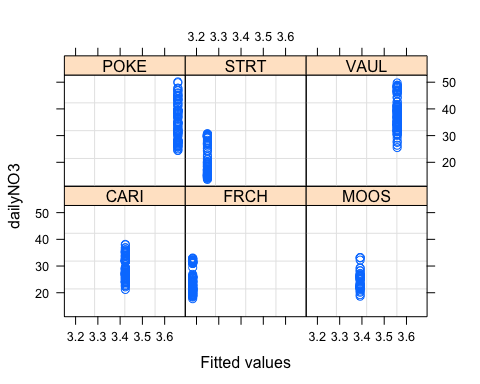 3.2 3.3 3.4 3.5 3.6
POKE STRT VAUL
50
40
30
20
dailyNO3
CARI FRCH MOOS
50
40
30
20
3.2 3.3 3.4 3.5 3.6 3.2 3.3 3.4 3.5 3.6
Fitted values